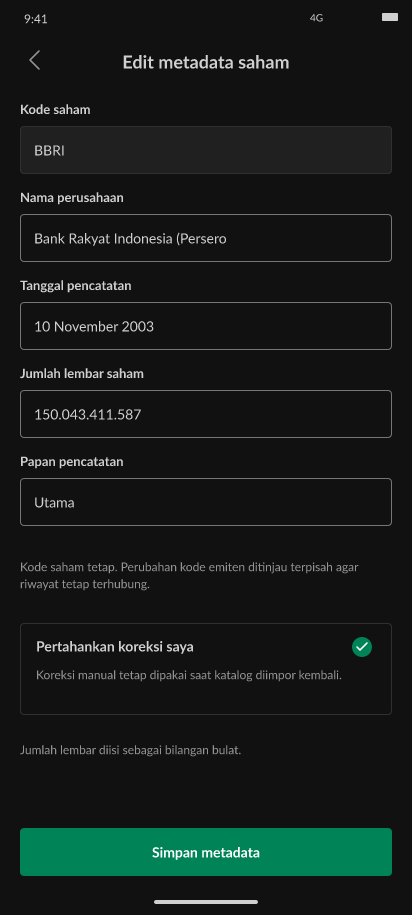 9:41
4G
Edit metadata saham
Kode saham
BBRI
Nama perusahaan
Bank Rakyat Indonesia (Persero
Tanggal pencatatan
10 November 2003
Jumlah lembar saham
150.043.411.587
Papan pencatatan
Utama
Kode saham tetap. Perubahan kode emiten ditinjau terpisah agar
riwayat tetap terhubung.
Pertahankan koreksi saya
Koreksi manual tetap dipakai saat katalog diimpor kembali.
Jumlah lembar diisi sebagai bilangan bulat.
Simpan metadata